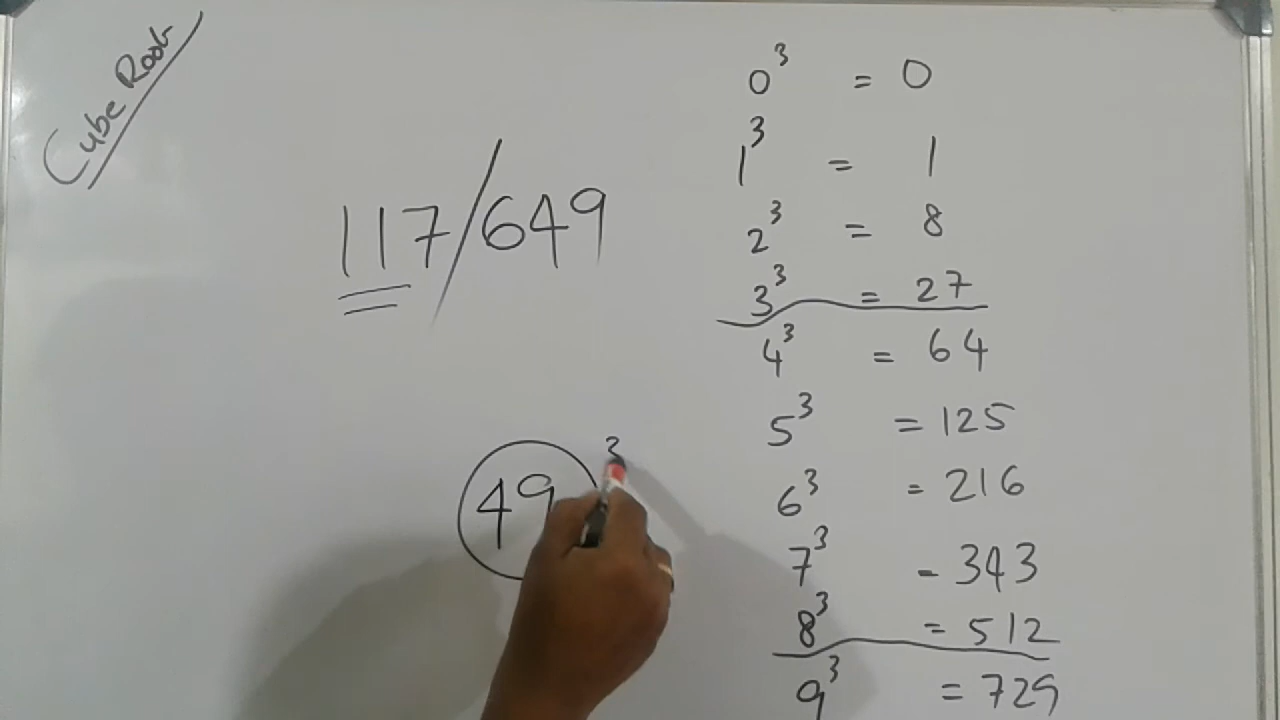 Cube Root
117/649
49³
0³ = 0
1³ = 1
2³ = 8
3³ = 27
4³ = 64
5³ = 125
6³ = 216
7³ - 343
8³ = 512
9³ = 729